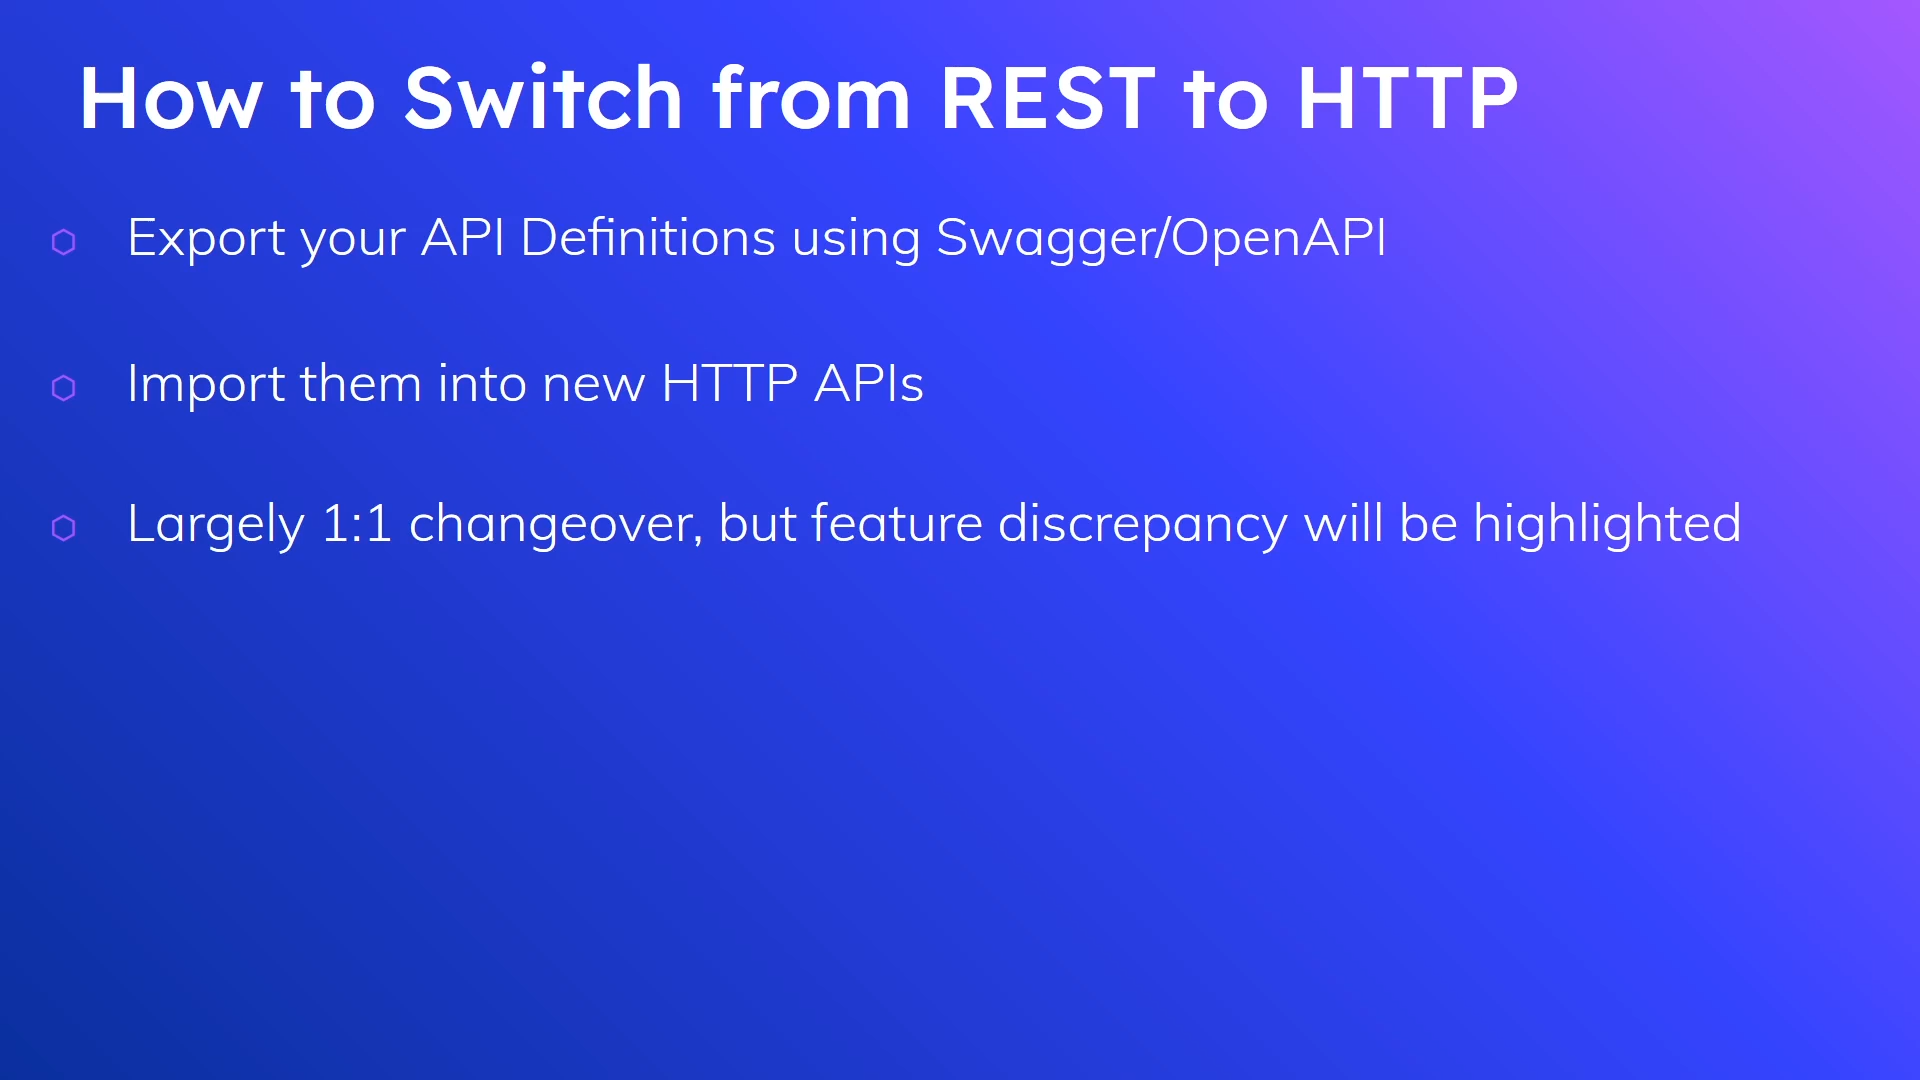 How to Switch from REST to HTTP
Export your API Definitions using Swagger/OpenAPI
Import them into new HTTP APIs
Largely 1:1 changeover, but feature discrepancy will be highlighted